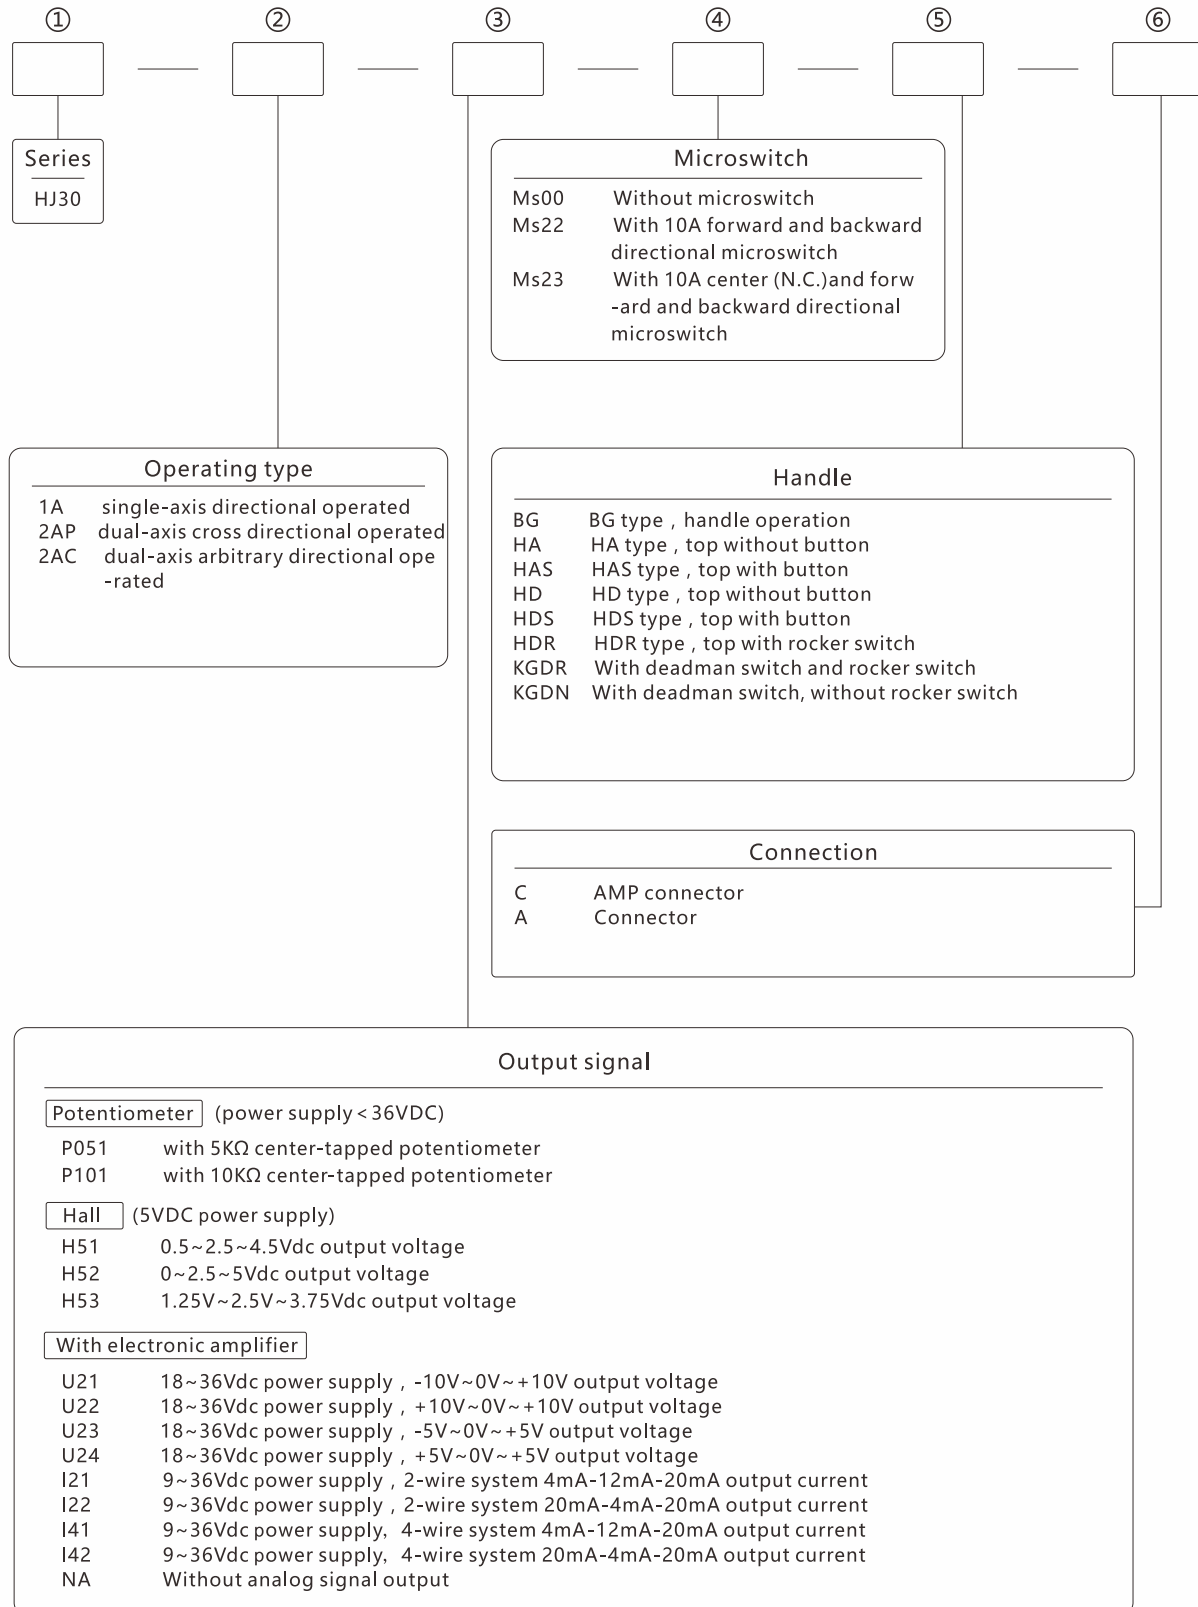 ① ② ③ ④ ⑤ ⑥
Series
HJ30
Microswitch
Ms00 Without microswitch
Ms22 With 10A forward and backward
directional microswitch
Ms23 With 10A center (N.C.)and forw
-ard and backward directional
microswitch
Operating type
1A single-axis directional operated
2AP dual-axis cross directional operated
2AC dual-axis arbitrary directional ope
-rated
Handle
BG BG type , handle operation
HA HA type , top without button
HAS HAS type , top with button
HD HD type , top without button
HDS HDS type , top with button
HDR HDR type , top with rocker switch
KGDR With deadman switch and rocker switch
KGDN With deadman switch, without rocker switch
Connection
C AMP connector
A Connector
Output signal
Potentiometer (power supply<36VDC)
P051 with 5KΩ center-tapped potentiometer
P101 with 10KΩ center-tapped potentiometer
Hall (5VDC power supply)
H51 0.5~2.5~4.5Vdc output voltage
H52 0~2.5~5Vdc output voltage
H53 1.25V~2.5V~3.75Vdc output voltage
With electronic amplifier
U21 18~36Vdc power supply , -10V~0V~+10V output voltage
U22 18~36Vdc power supply , +10V~0V~+10V output voltage
U23 18~36Vdc power supply , -5V~0V~+5V output voltage
U24 18~36Vdc power supply , +5V~0V~+5V output voltage
I21 9~36Vdc power supply , 2-wire system 4mA-12mA-20mA output current
I22 9~36Vdc power supply , 2-wire system 20mA-4mA-20mA output current
I41 9~36Vdc power supply, 4-wire system 4mA-12mA-20mA output current
I42 9~36Vdc power supply, 4-wire system 20mA-4mA-20mA output current
NA Without analog signal output